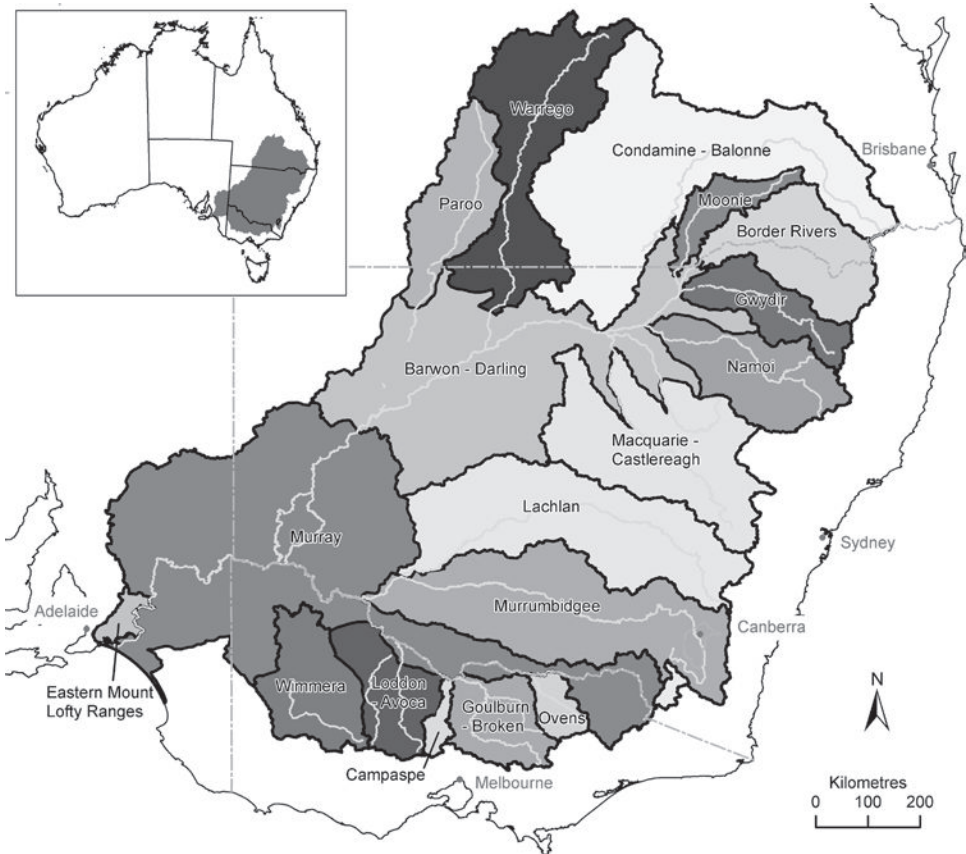 Warrego
Condamine - Balonne
Brisbane
Moonie
Paroo
Border Rivers
Gwydir
Barwon - Darling
Namoi
Macquarie -
Castlereagh
Lachlan
Murray
Sydney
Murrumbidgee
Adelaide
Canberra
Eastern Mount
Lofty Ranges
Wimmera
Loddon
- Avoca
Goulburn
- Broken
Ovens
N
Campaspe
Melbourne
Kilometres
0 100 200